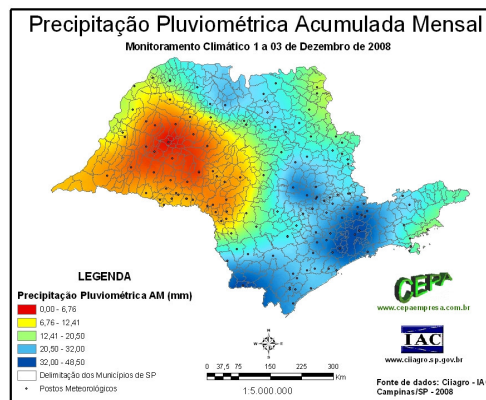 Precipitação Pluviométrica Acumulada Mensal
Monitoramento Climático 1 a 03 de Dezembro de 2008
LEGENDA
Precipitação Pluviométrica AM (mm)
0,00 - 6,76
6,76 - 12,41
12,41 - 20,50
20,50 - 32,00
32,00 - 48,50
Delimitação dos Municípios de SP
Postos Meteorológicos
N
S
0 37,5 75 150 225 300
Km
1:5.000.000
CEPA
www.cepaempresa.com.br
IAC
www.ciiagro.sp.gov.br
Fonte de dados: Ciiagro - IA
Campinas/SP - 2008